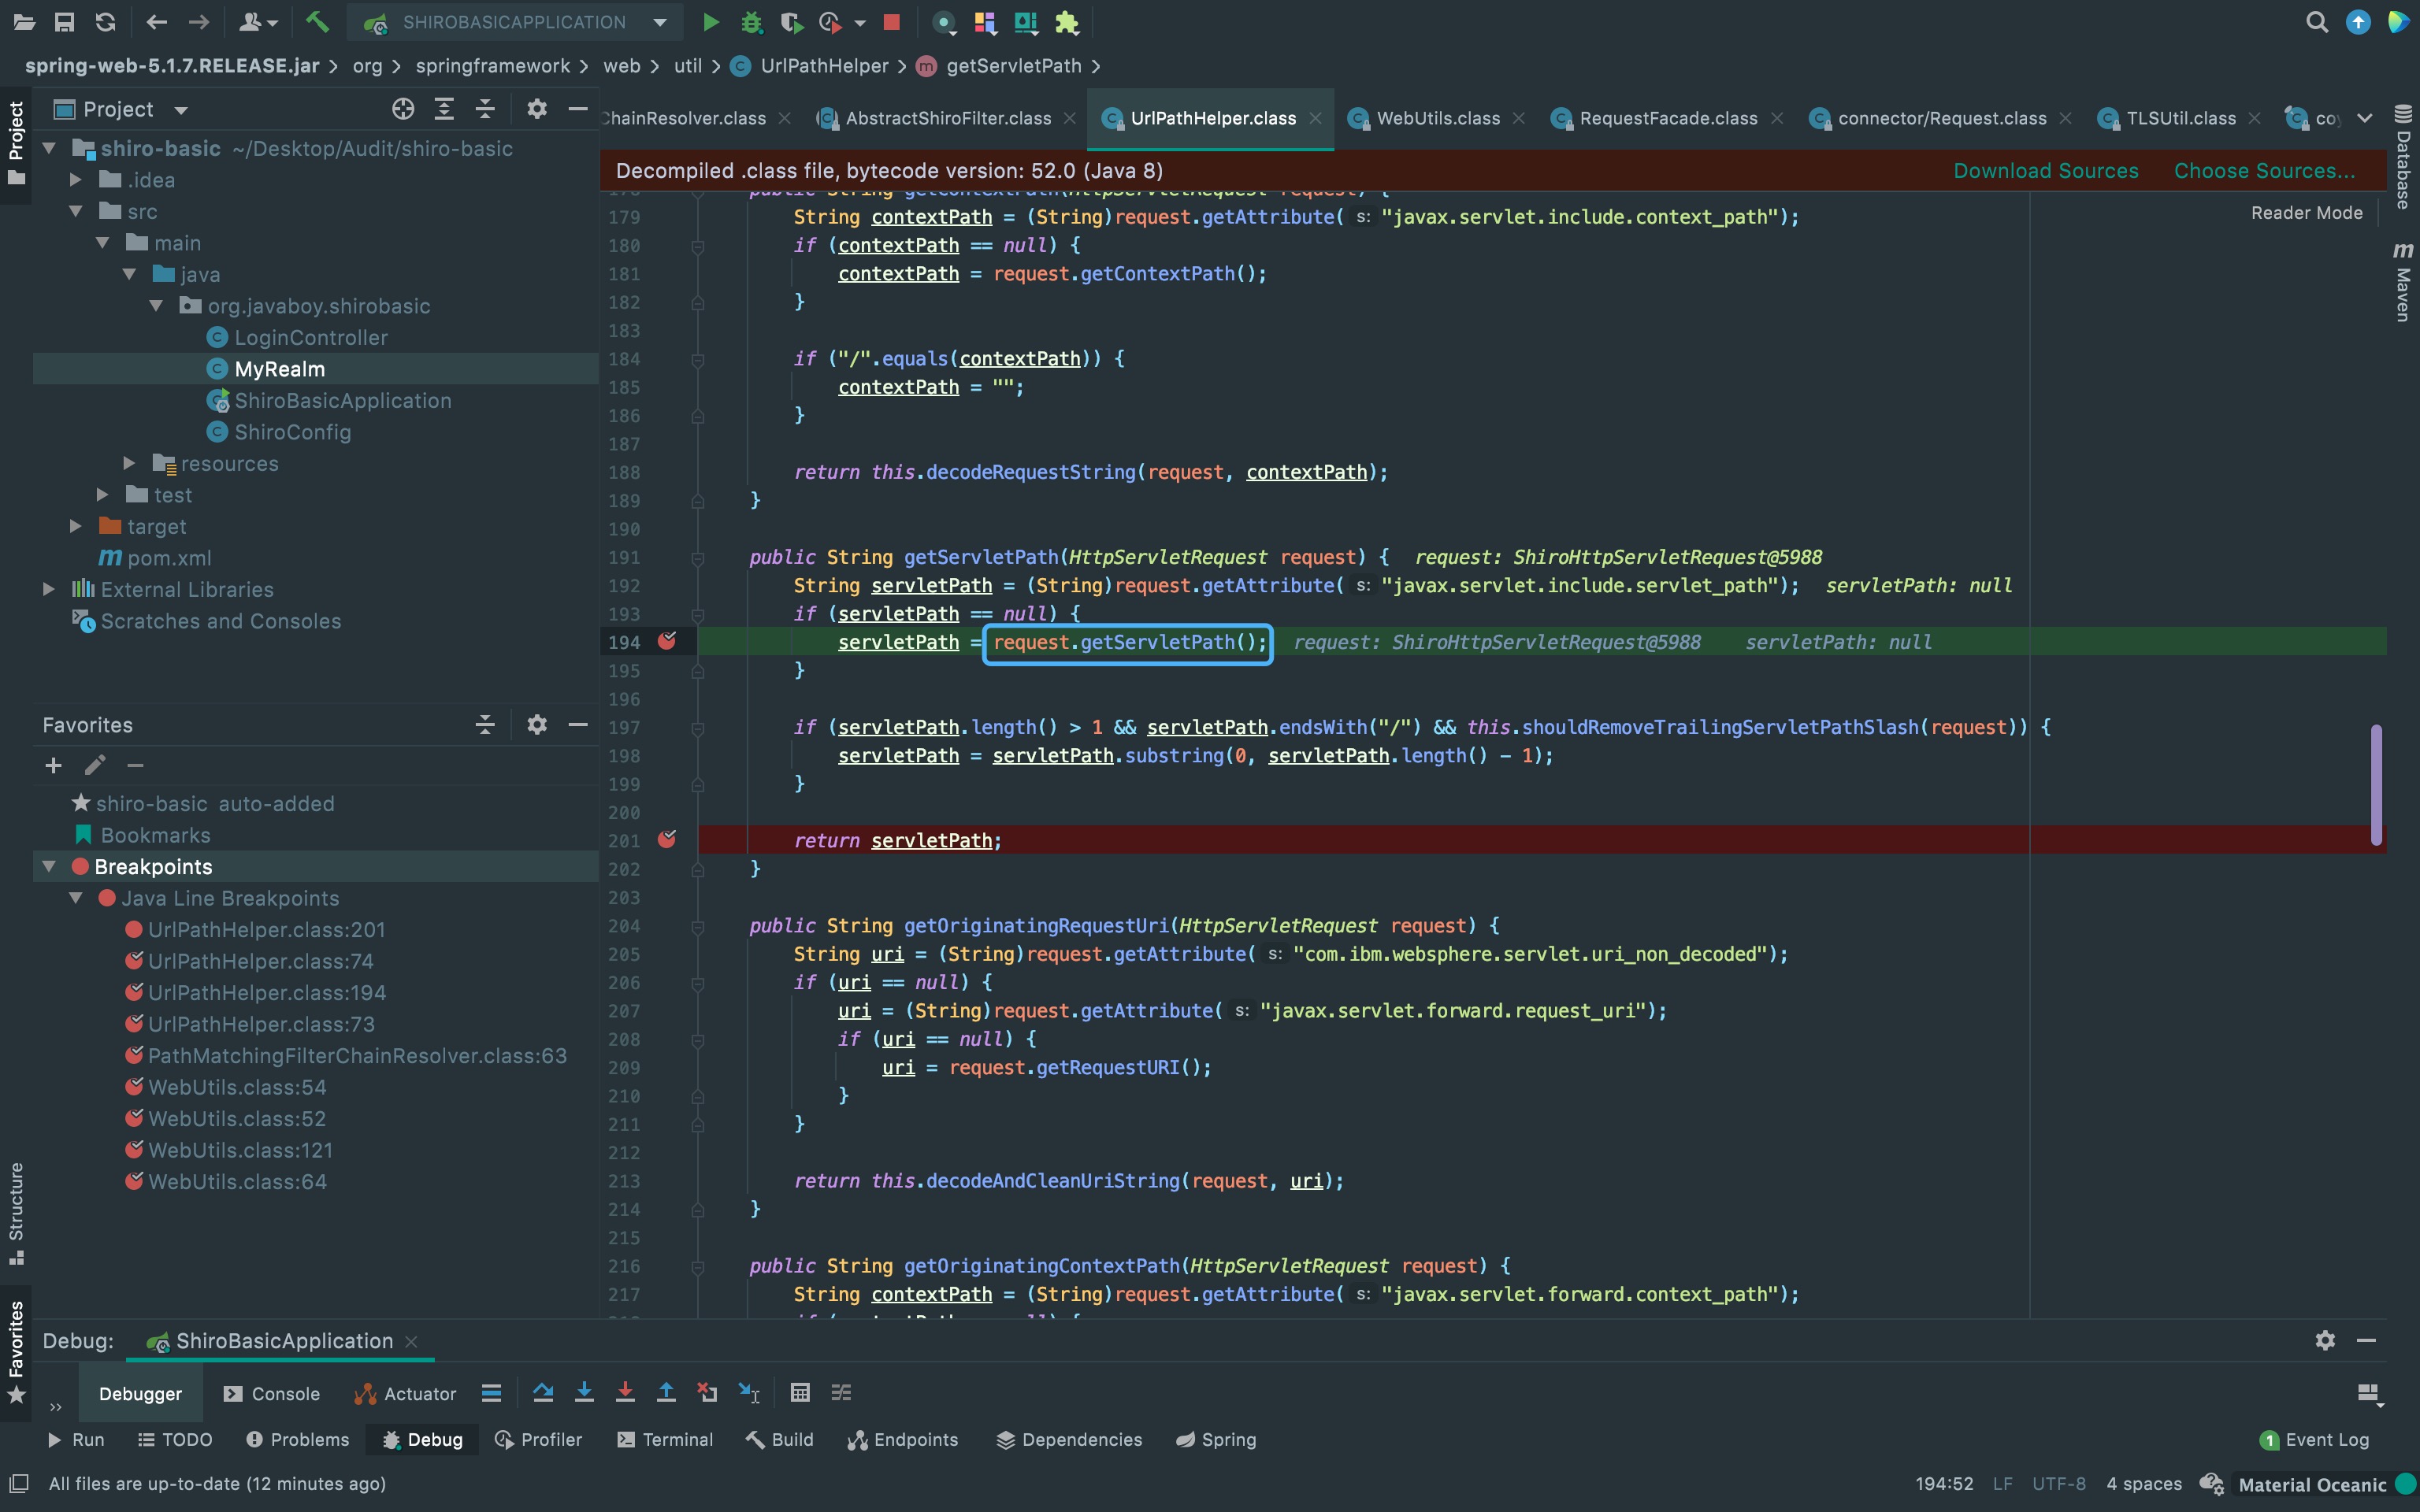 SHIROBASICAPPLICATION
spring-web-5.1.7.RELEASE.jar > org > springframework > web > util > UrlPathHelper > getServletPath >
Project
ChainResolver.class AbstractShiroFilter.class UrlPathHelper.class WebUtils.class RequestFacade.class connector/Request.class TLSUtil.class
Project
shiro-basic ~/Desktop/Audit/shiro-basic
.idea
src
main
java
org.javaboy.shirobasic
LoginController
MyRealm
ShiroBasicApplication
ShiroConfig
resources
test
target
pom.xml
External Libraries
Scratches and Consoles
Favorites
shiro-basic auto-added
Bookmarks
Breakpoints
Java Line Breakpoints
UrlPathHelper.class:201
UrlPathHelper.class:74
UrlPathHelper.class:194
UrlPathHelper.class:73
PathMatchingFilterChainResolver.class:63
WebUtils.class:54
WebUtils.class:52
WebUtils.class:121
WebUtils.class:64
Structure
Favorites
Decompiled .class file, bytecode version: 52.0 (Java 8) Download Sources Choose Sources...
Reader Mode
Database
Maven
179 String contextPath = (String)request.getAttribute( s: "javax.servlet.include.context_path");
180 if (contextPath == null) {
181 contextPath = request.getContextPath();
182 }
183
184 if ("/".equals(contextPath)) {
185 contextPath = "";
186 }
187
188 return this.decodeRequestString(request, contextPath);
189 }
190
191 public String getServletPath(HttpServletRequest request) { request: ShiroHttpServletRequest@5988
192 String servletPath = (String)request.getAttribute( s: "javax.servlet.include.servlet_path"); servletPath: null
193 if (servletPath == null) {
194 servletPath = request.getServletPath(); request: ShiroHttpServletRequest@5988 servletPath: null
195 }
196
197 if (servletPath.length() > 1 && servletPath.endsWith("/") && this.shouldRemoveTrailingServletPathSlash(request)) {
198 servletPath = servletPath.substring(0, servletPath.length() - 1);
199 }
200
201 return servletPath;
202 }
203
204 public String getOriginatingRequestUri(HttpServletRequest request) {
205 String uri = (String)request.getAttribute( s: "com.ibm.websphere.servlet.uri_non_decoded");
206 if (uri == null) {
207 uri = (String)request.getAttribute( s: "javax.servlet.forward.request_uri");
208 if (uri == null) {
209 uri = request.getRequestURI();
210 }
211 }
212
213 return this.decodeAndCleanUriString(request, uri);
214 }
215
216 public String getOriginatingContextPath(HttpServletRequest request) {
217 String contextPath = (String)request.getAttribute( s: "javax.servlet.forward.context_path");
Debug: ShiroBasicApplication
Debugger Console Actuator
Run TODO Problems Debug Profiler Terminal Build Endpoints Dependencies Spring 1 Event Log
All files are up-to-date (12 minutes ago) 194:52 LF UTF-8 4 spaces Material Oceanic